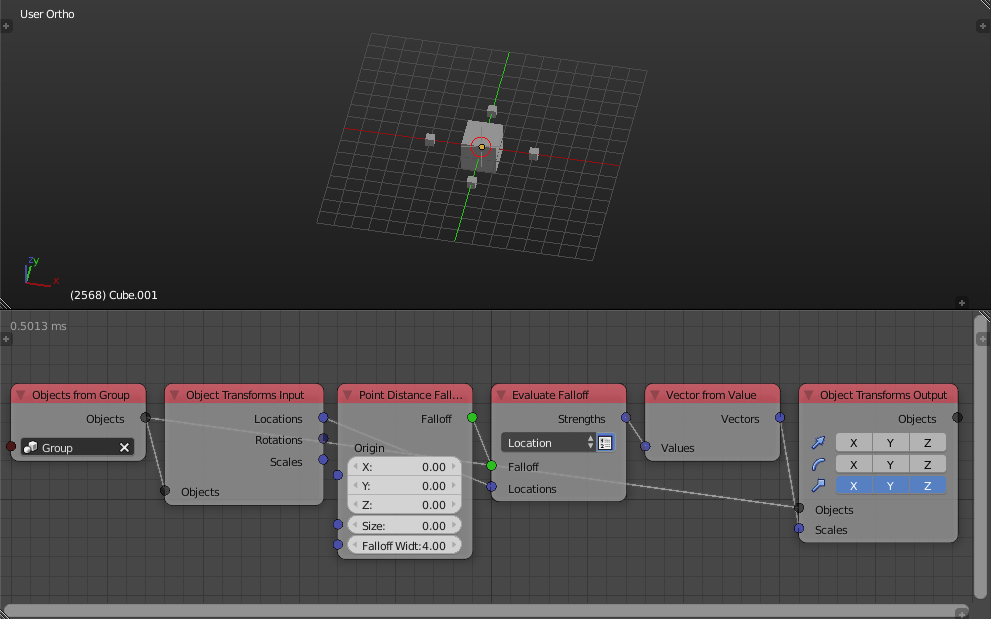 User Ortho
zy
x
(2568) Cube.001
0.5013 ms
Objects from Group
Objects
Group
Object Transforms Input
Locations
Rotations
Scales
Objects
Point Distance Fall...
Falloff
Origin
X: 0.00
Y: 0.00
Z: 0.00
Size: 0.00
Falloff Widt:4.00
Evaluate Falloff
Strengths
Location
Falloff
Locations
Vector from Value
Vectors
Values
Object Transforms Output
Objects
X Y Z
X Y Z
X Y Z
Objects
Scales